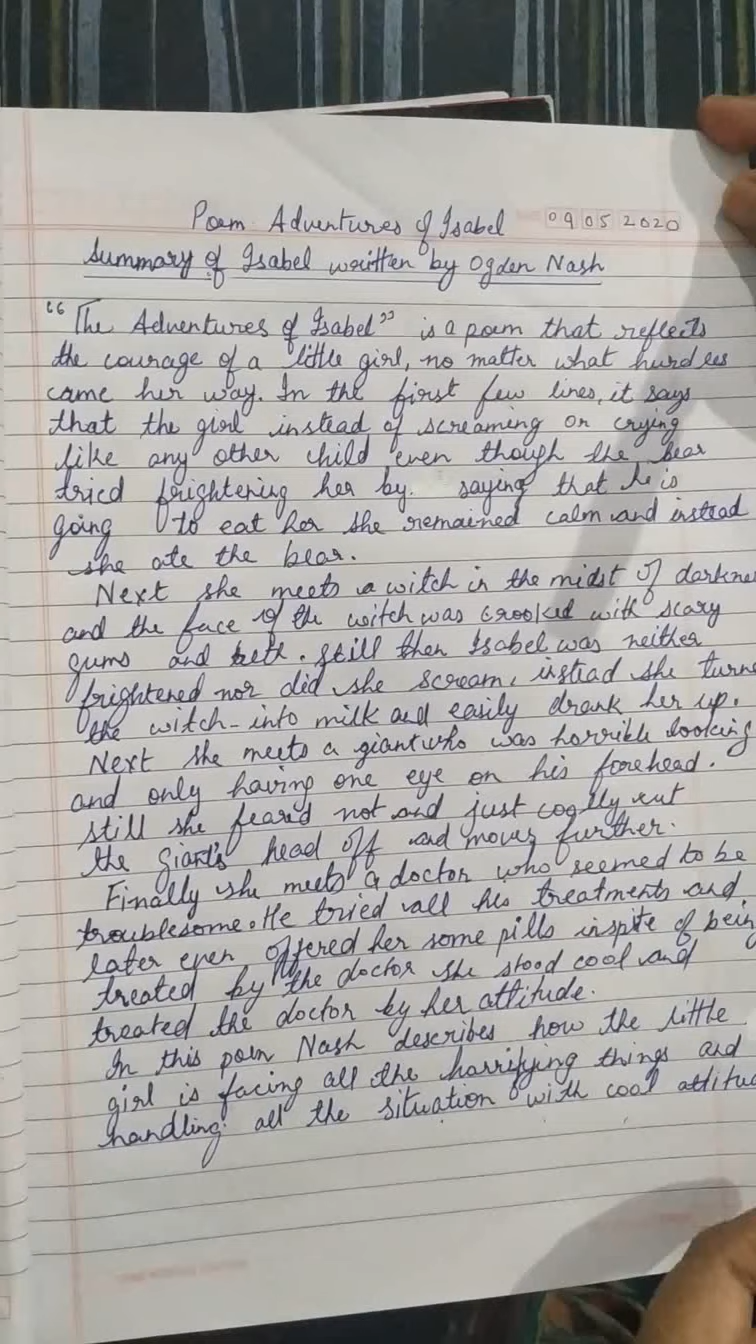 Poem Adventures of Isabel 09 05 2020
Summary of Isabel written by Ogden Nash
"The Adventures of Isabel" is a poem that reflects
the courage of a little girl, no matter what hurdles
came her way. In the first few lines, it says
that the girl instead of screaming or crying
like any other child even though the bear
tried frightening her by. saying that he is
going to eat her she remained calm and instead
she ate the bear.
Next she meets a witch in the midst of darknes
and the face of the witch was crooked with scary
gums and teeth. Still then Isabel was neither
frightened nor did she scream, instead she turne
the witch into milk and easily drank her up.
Next she meets a giant who was horrible looking
and only having one eye on his forehead.
still she feared not and just coolly cut
the giant's head off and moves further.
Finally she meets a doctor who seemed to be
troublesome. He tried all his treatments and
later even offered her some pills inspite of being
treated by the doctor she stood cool and
treated the doctor by her attitude.
In this poem Nash describes how the little
girl is facing all the horrifying things and
handling all the situation with cool attitu